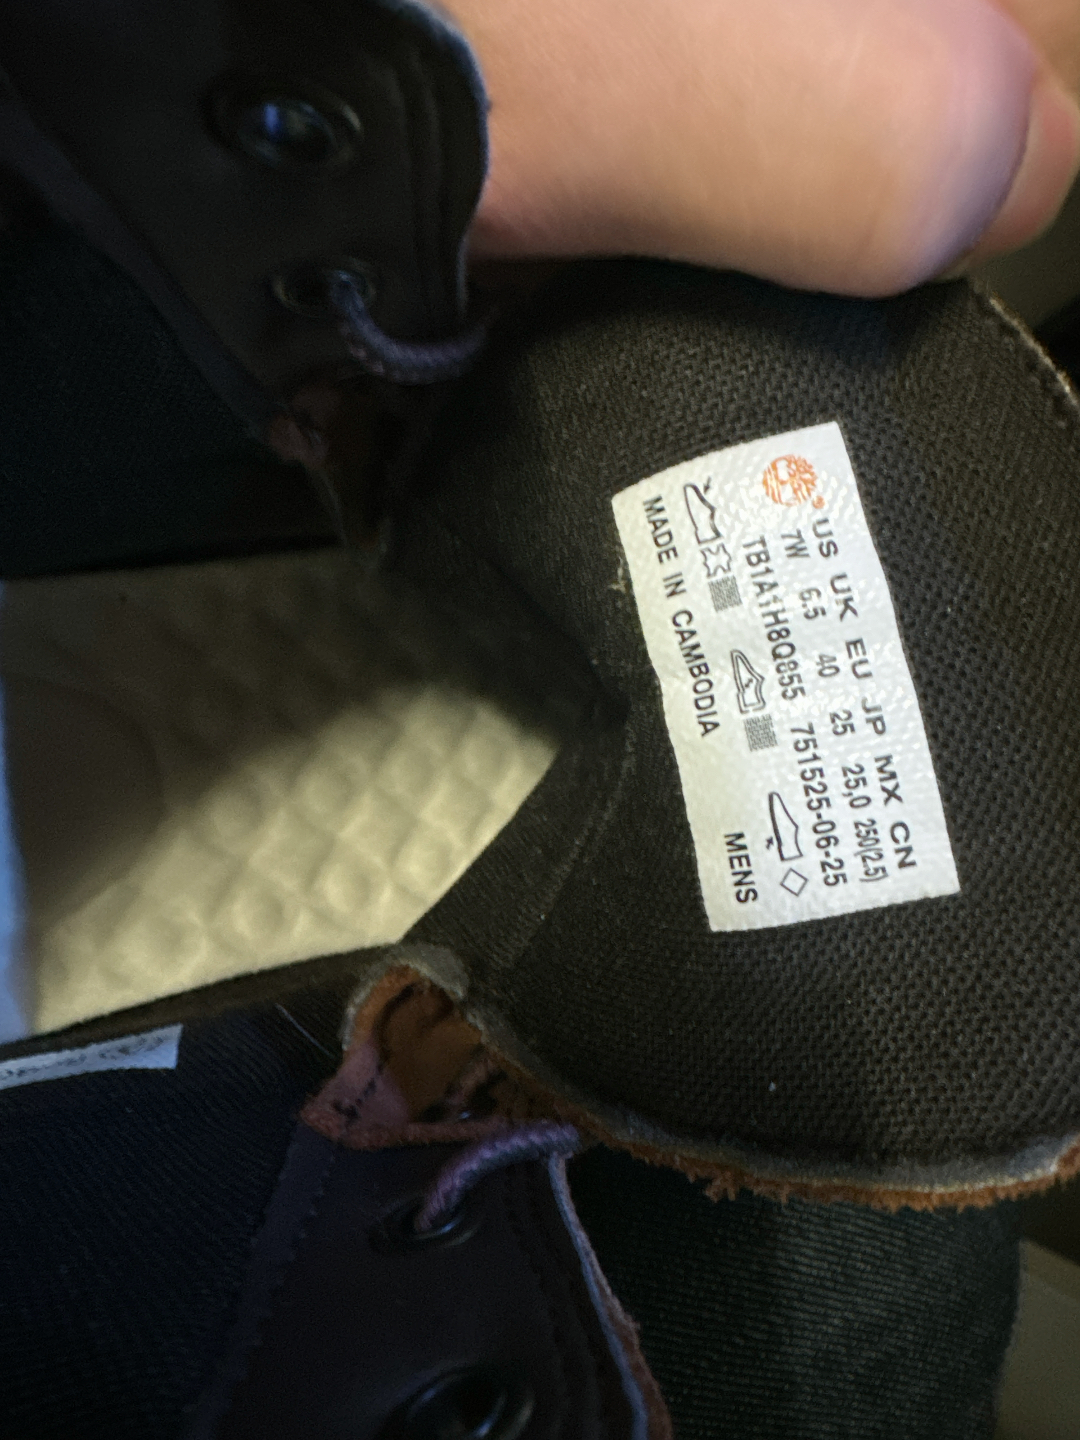 US UK EU JP MX CN
7W 6.5 40 25 25,0 250(2.5)
TB1A1H8Q855 751525-06-25
MADE IN CAMBODIA
MENS